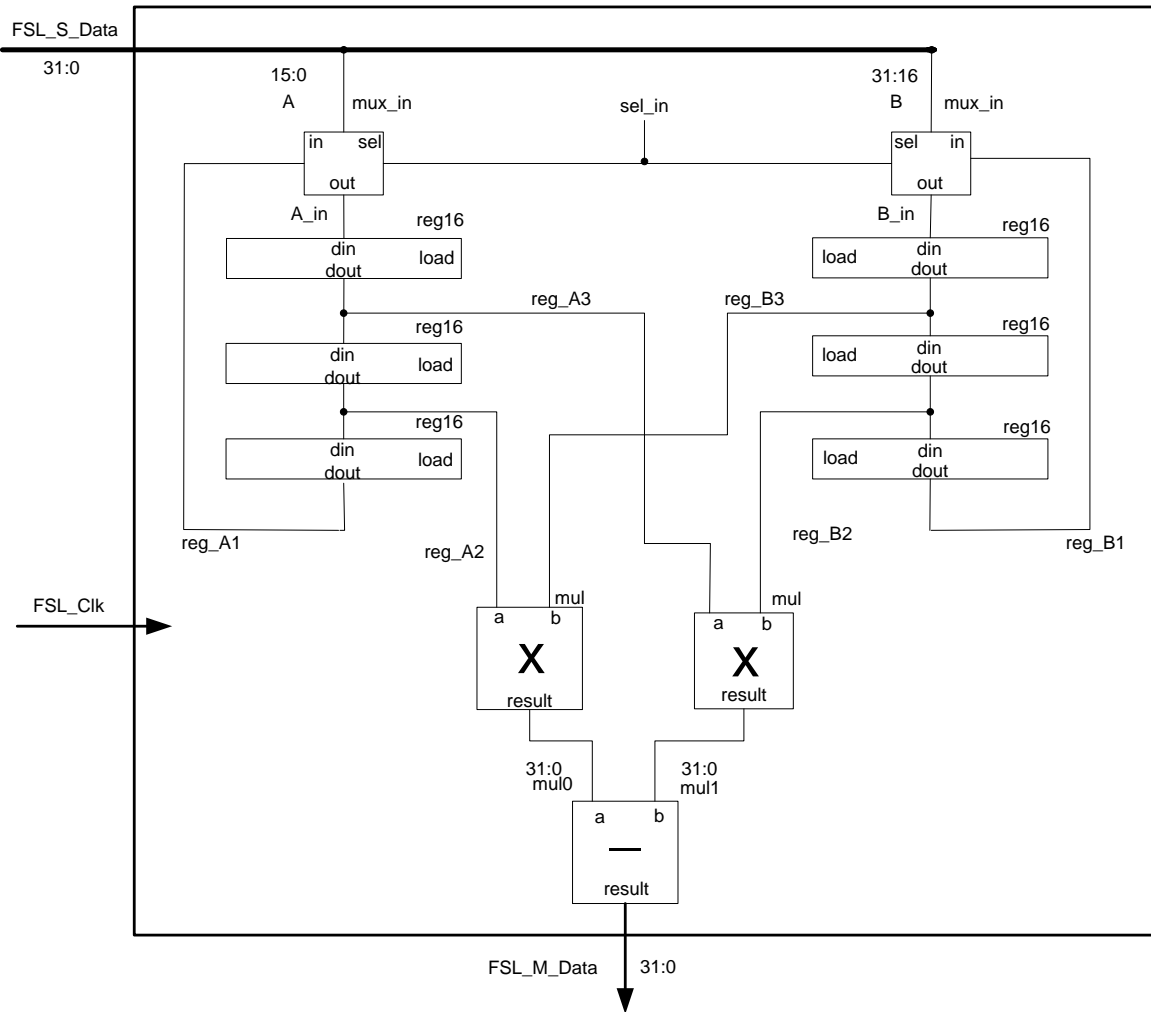 FSL_S_Data
31:0
15:0
31:16
A
mux_in
sel_in
B
mux_in
in
sel
sel
in
out
out
A_in
B_in
reg16
reg16
din
load
dout
load
din
dout
reg_A3
reg_B3
reg16
reg16
din
load
dout
load
din
dout
reg16
reg16
din
load
dout
load
din
dout
reg_A1
reg_A2
reg_B2
reg_B1
FSL_Clk
mul
mul
a
b
a
b
X
X
result
result
31:0
mul0
31:0
mul1
a
b
—
result
FSL_M_Data
31:0